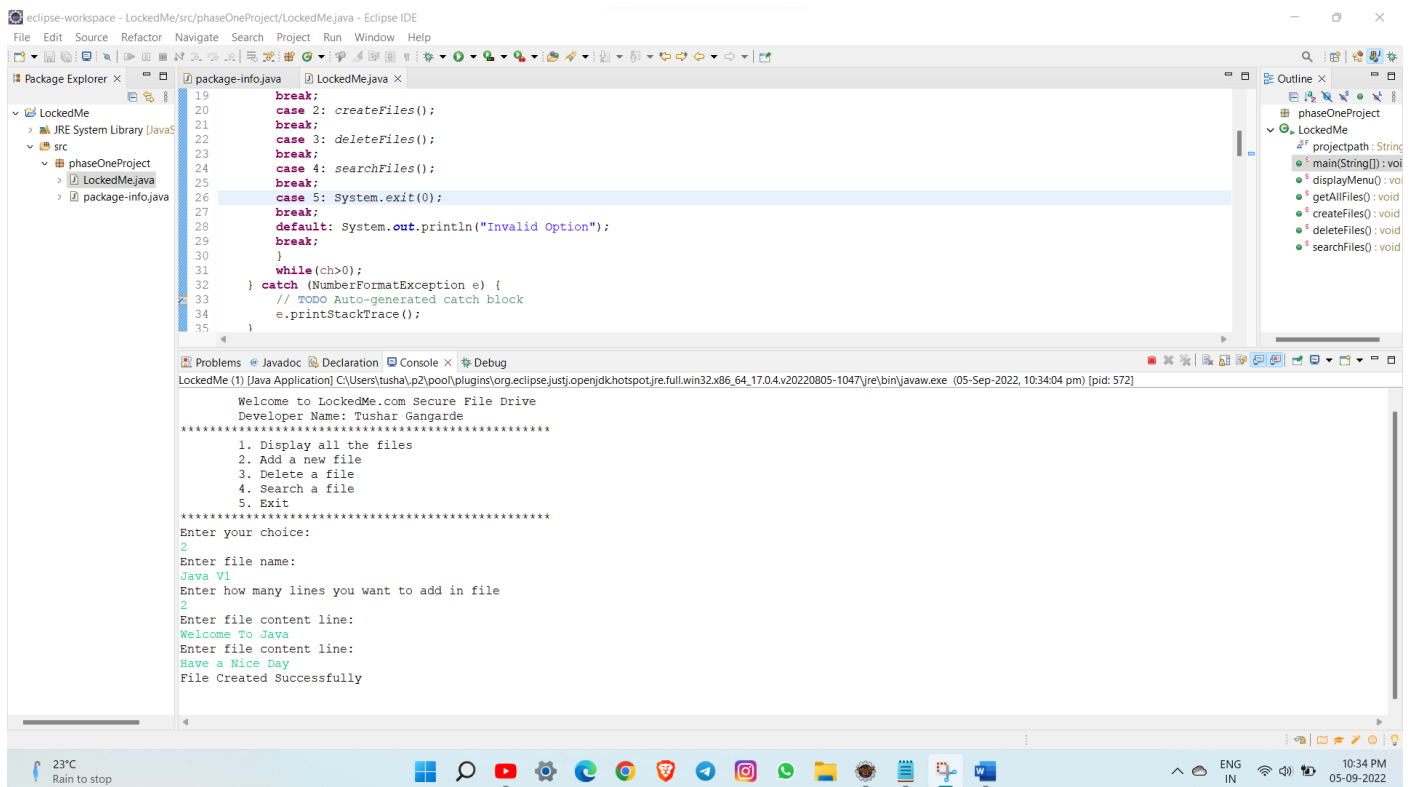 eclipse-workspace - LockedMe/src/phaseOneProject/LockedMe.java - Eclipse IDE
File Edit Source Refactor Navigate Search Project Run Window Help
Package Explorer
package-info.java
LockedMe.java
Outline
LockedMe
JRE System Library [JavaS
src
phaseOneProject
LockedMe.java
package-info.java
19 break;
20 case 2: createFiles();
21 break;
22 case 3: deleteFiles();
23 break;
24 case 4: searchFiles();
25 break;
26 case 5: System.exit(0);
27 break;
28 default: System.out.println("Invalid Option");
29 break;
30 }
31 while(ch>0);
32 } catch (NumberFormatException e) {
33 // TODO Auto-generated catch block
34 e.printStackTrace();
35 }
phaseOneProject
LockedMe
projectpath : String
main(String[]) : voi
displayMenu() : voi
getAllFiles() : void
createFiles() : void
deleteFiles() : void
searchFiles() : void
Problems @ Javadoc Declaration Console Debug
LockedMe (1) [Java Application] C:\Users\tusha\.p2\pool\plugins\org.eclipse.justj.openjdk.hotspot.jre.full.win32.x86_64_17.0.4.v20220805-1047\jre\bin\javaw.exe (05-Sep-2022, 10:34:04 pm) [pid: 572]
Welcome to LockedMe.com Secure File Drive
Developer Name: Tushar Gangarde
***************************************************
1. Display all the files
2. Add a new file
3. Delete a file
4. Search a file
5. Exit
***************************************************
Enter your choice:
2
Enter file name:
Java V1
Enter how many lines you want to add in file
2
Enter file content line:
Welcome To Java
Enter file content line:
Have a Nice Day
File Created Successfully
23°C
Rain to stop
ENG
IN
10:34 PM
05-09-2022